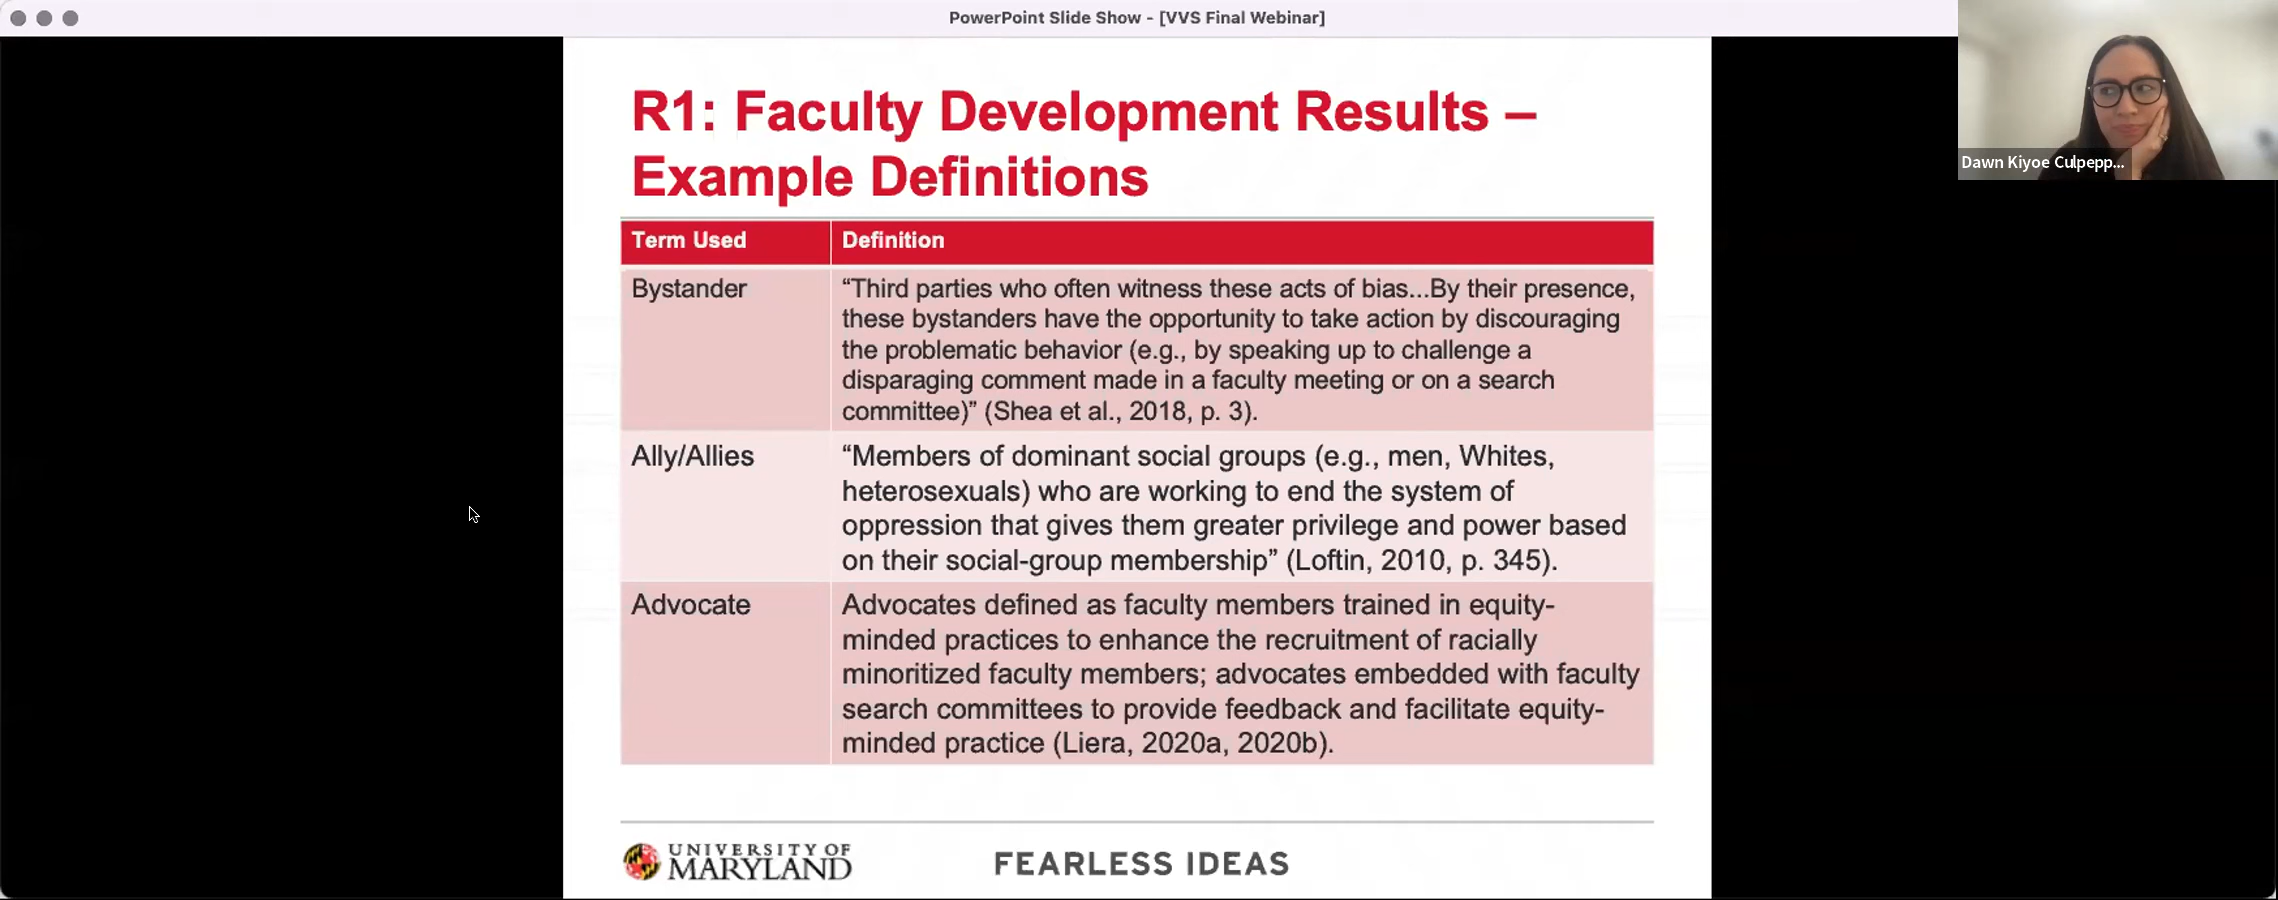 PowerPoint Slide Show - [VVS Final Webinar]
Dawn Kiyoe Culpepp...
R1: Faculty Development Results –
Example Definitions
Term Used
Definition
Bystander
“Third parties who often witness these acts of bias...By their presence,
these bystanders have the opportunity to take action by discouraging
the problematic behavior (e.g., by speaking up to challenge a
disparaging comment made in a faculty meeting or on a search
committee)” (Shea et al., 2018, p. 3).
Ally/Allies
“Members of dominant social groups (e.g., men, Whites,
heterosexuals) who are working to end the system of
oppression that gives them greater privilege and power based
on their social-group membership” (Loftin, 2010, p. 345).
Advocate
Advocates defined as faculty members trained in equity-
minded practices to enhance the recruitment of racially
minoritized faculty members; advocates embedded with faculty
search committees to provide feedback and facilitate equity-
minded practice (Liera, 2020a, 2020b).
UNIVERSITY OF
MARYLAND
FEARLESS IDEAS